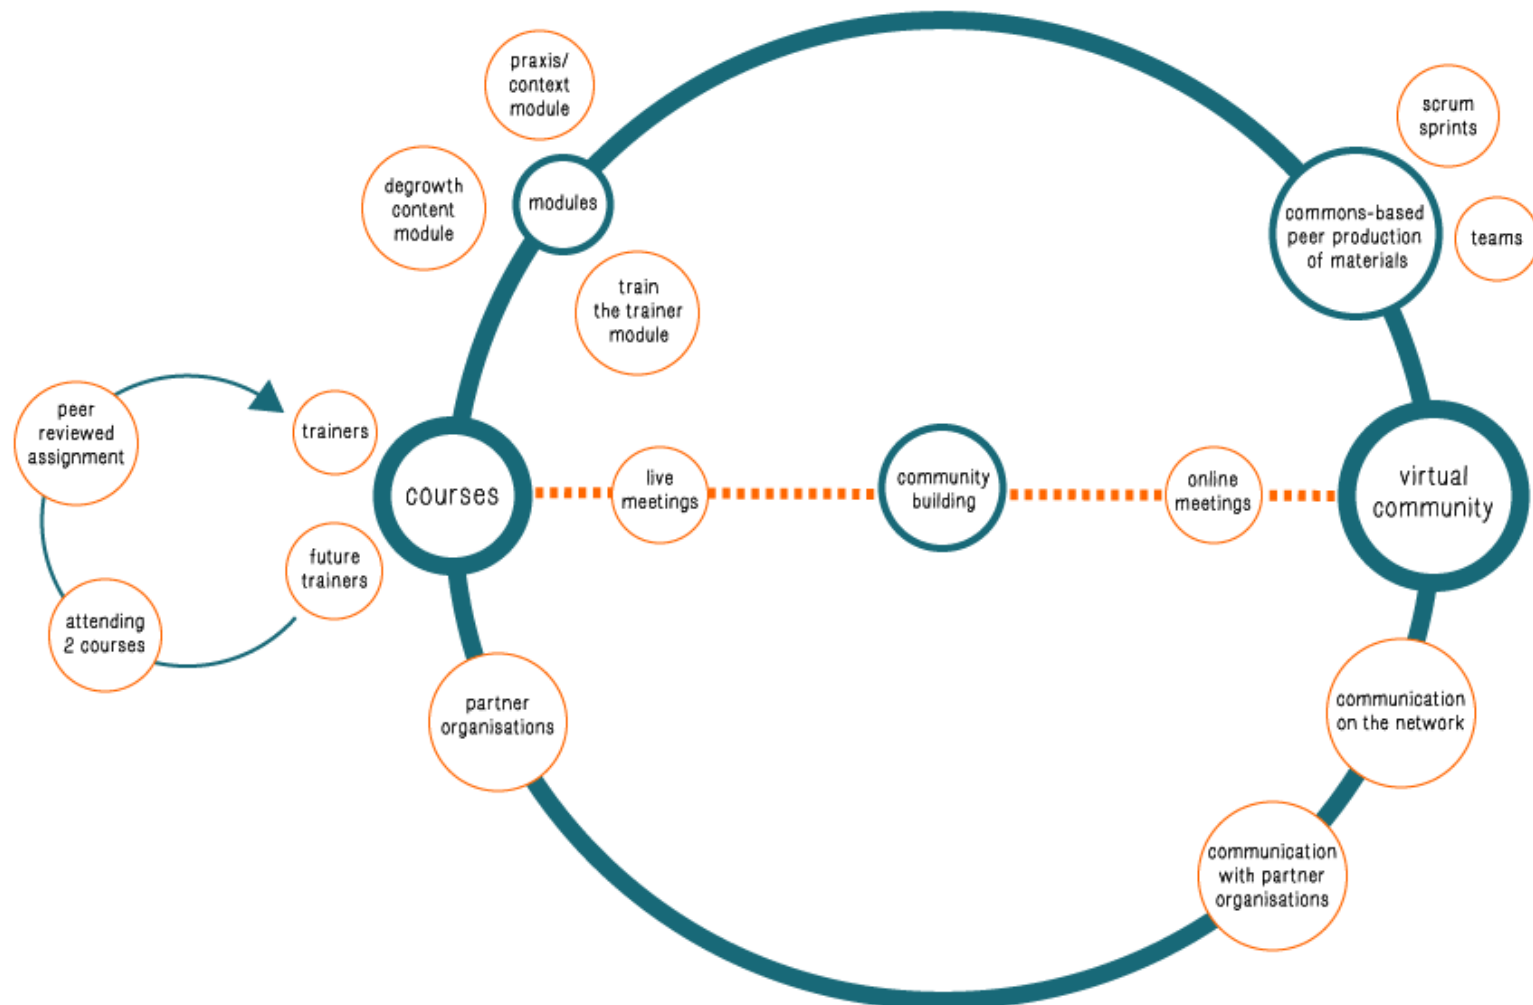 praxis/
context
module
degrowth
content
module
modules
train
the trainer
module
scrum
sprints
commons-based
peer production
of materials
teams
peer
reviewed
assignment
trainers
courses
live
meetings
community
building
online
meetings
virtual
community
future
trainers
attending
2 courses
partner
organisations
communication
on the network
communication
with partner
organisations